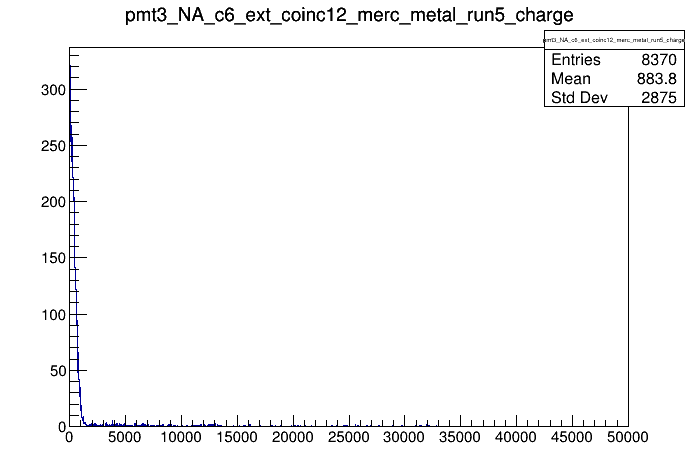 pmt3_NA_c6_ext_coinc12_merc_metal_run5_charge
pmt3_NA_c6_ext_coinc12_merc_metal_run5_charge
Entries 8370
Mean 883.8
Std Dev 2875
300
250
200
150
100
50
0
0 5000 10000 15000 20000 25000 30000 35000 40000 45000 50000